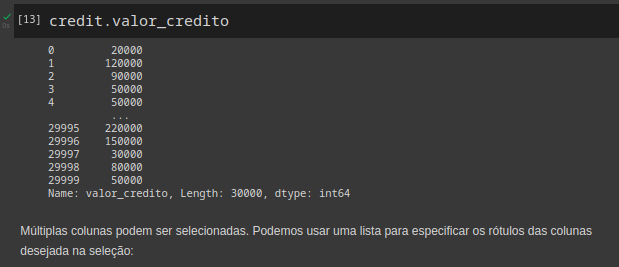 [13] credit.valor_credito
0s
0 20000
1 120000
2 90000
3 50000
4 50000
...
29995 220000
29996 150000
29997 30000
29998 80000
29999 50000
Name: valor_credito, Length: 30000, dtype: int64
Múltiplas colunas podem ser selecionadas. Podemos usar uma lista para especificar os rótulos das colunas
desejada na seleção: